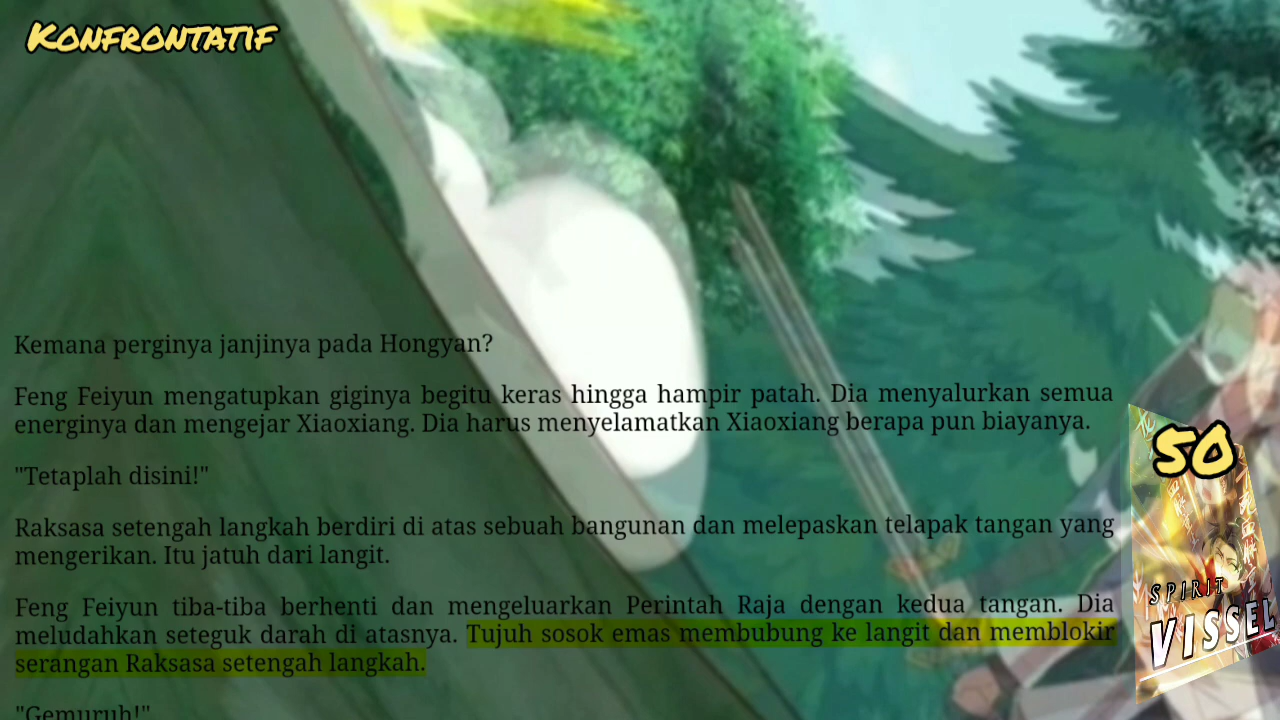 Konfrontatif
Kemana perginya janjinya pada Hongyan?
Feng Feiyun mengatupkan giginya begitu keras hingga hampir patah. Dia menyalurkan semua
energinya dan mengejar Xiaoxiang. Dia harus menyelamatkan Xiaoxiang berapa pun biayanya.
"Tetaplah disini!"
Raksasa setengah langkah berdiri di atas sebuah bangunan dan melepaskan telapak tangan yang
mengerikan. Itu jatuh dari langit.
Feng Feiyun tiba-tiba berhenti dan mengeluarkan Perintah Raja dengan kedua tangan. Dia
meludahkan seteguk darah di atasnya. Tujuh sosok emas membubung ke langit dan memblokir
serangan Raksasa setengah langkah.
"Gemuruh!"
50
SPIRIT
VISSEL